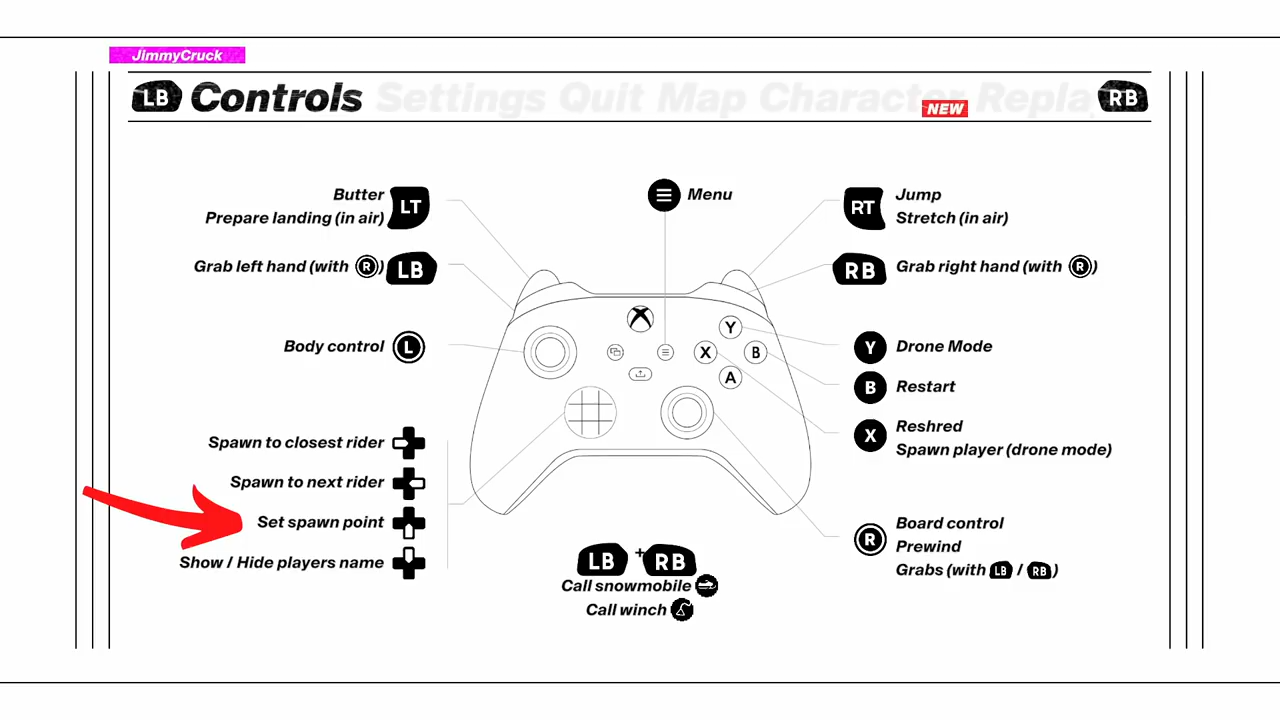 JimmyCruck
LB Controls Settings Quit Map Character Replay RB
NEW
Butter
Prepare landing (in air)
LT
Grab left hand (with R)
LB
Body control L
Spawn to closest rider
Spawn to next rider
Set spawn point
Show / Hide players name
Menu
Y
X
B
A
LB + RB
Call snowmobile
Call winch
RT
Jump
Stretch (in air)
RB
Grab right hand (with R)
Y Drone Mode
B Restart
X
Reshred
Spawn player (drone mode)
R
Board control
Prewind
Grabs (with LB / RB)